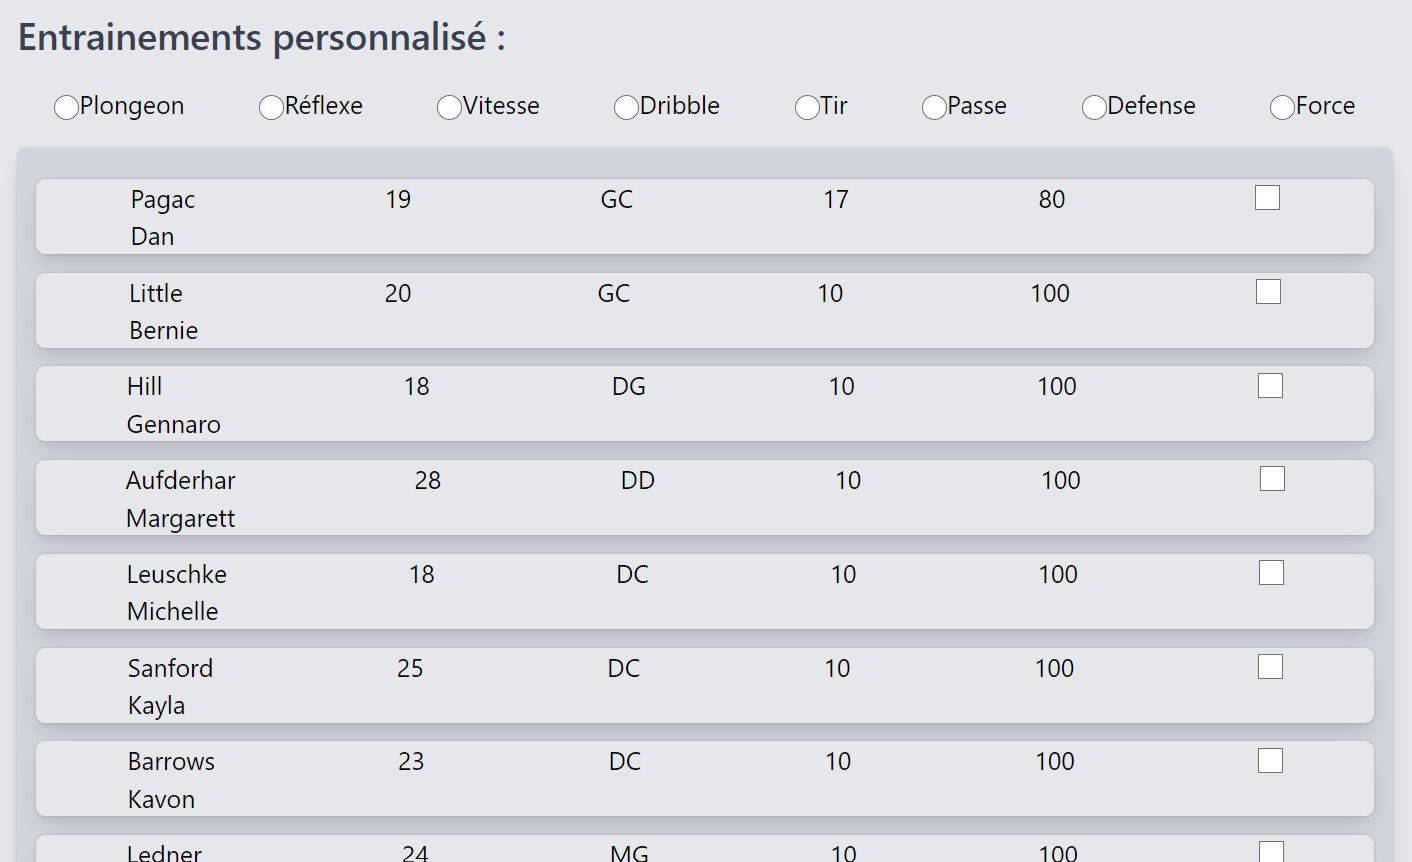 Entrainements personnalisé :
Plongeon Réflexe Vitesse Dribble Tir Passe Defense Force
Pagac 19 GC 17 80
Dan
Little 20 GC 10 100
Bernie
Hill 18 DG 10 100
Gennaro
Aufderhar 28 DD 10 100
Margarett
Leuschke 18 DC 10 100
Michelle
Sanford 25 DC 10 100
Kayla
Barrows 23 DC 10 100
Kavon
Ledner 24 MG 10 100